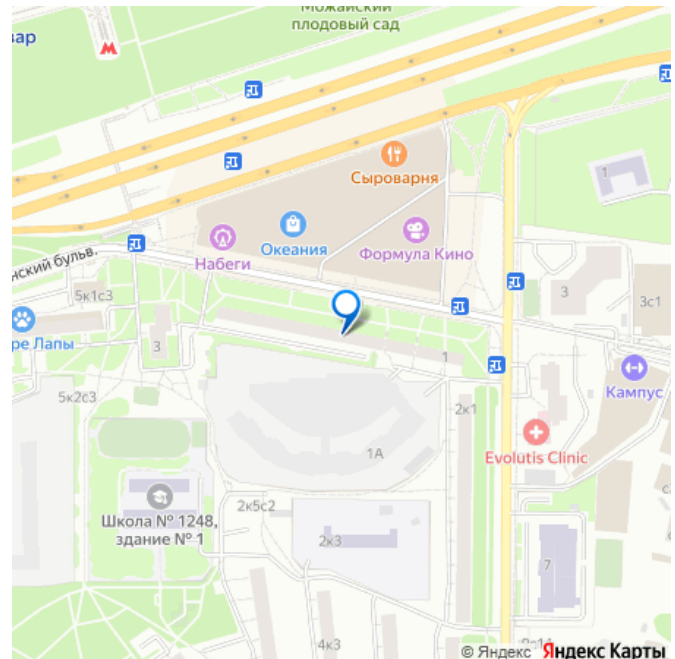 Можайский
плодовый сад
вар
1
Сыроварня
Океания
Формула Кино
Набеги
нский бульв.
5к1с3
3
3с1
ре Лапы
3
1
Кампус
5к2с3
2к1
Evolutis Clinic
1А
Школа № 1248,
здание № 1
2к5с2
2к3
7
4к3
© Яндекс Яндекс Карты